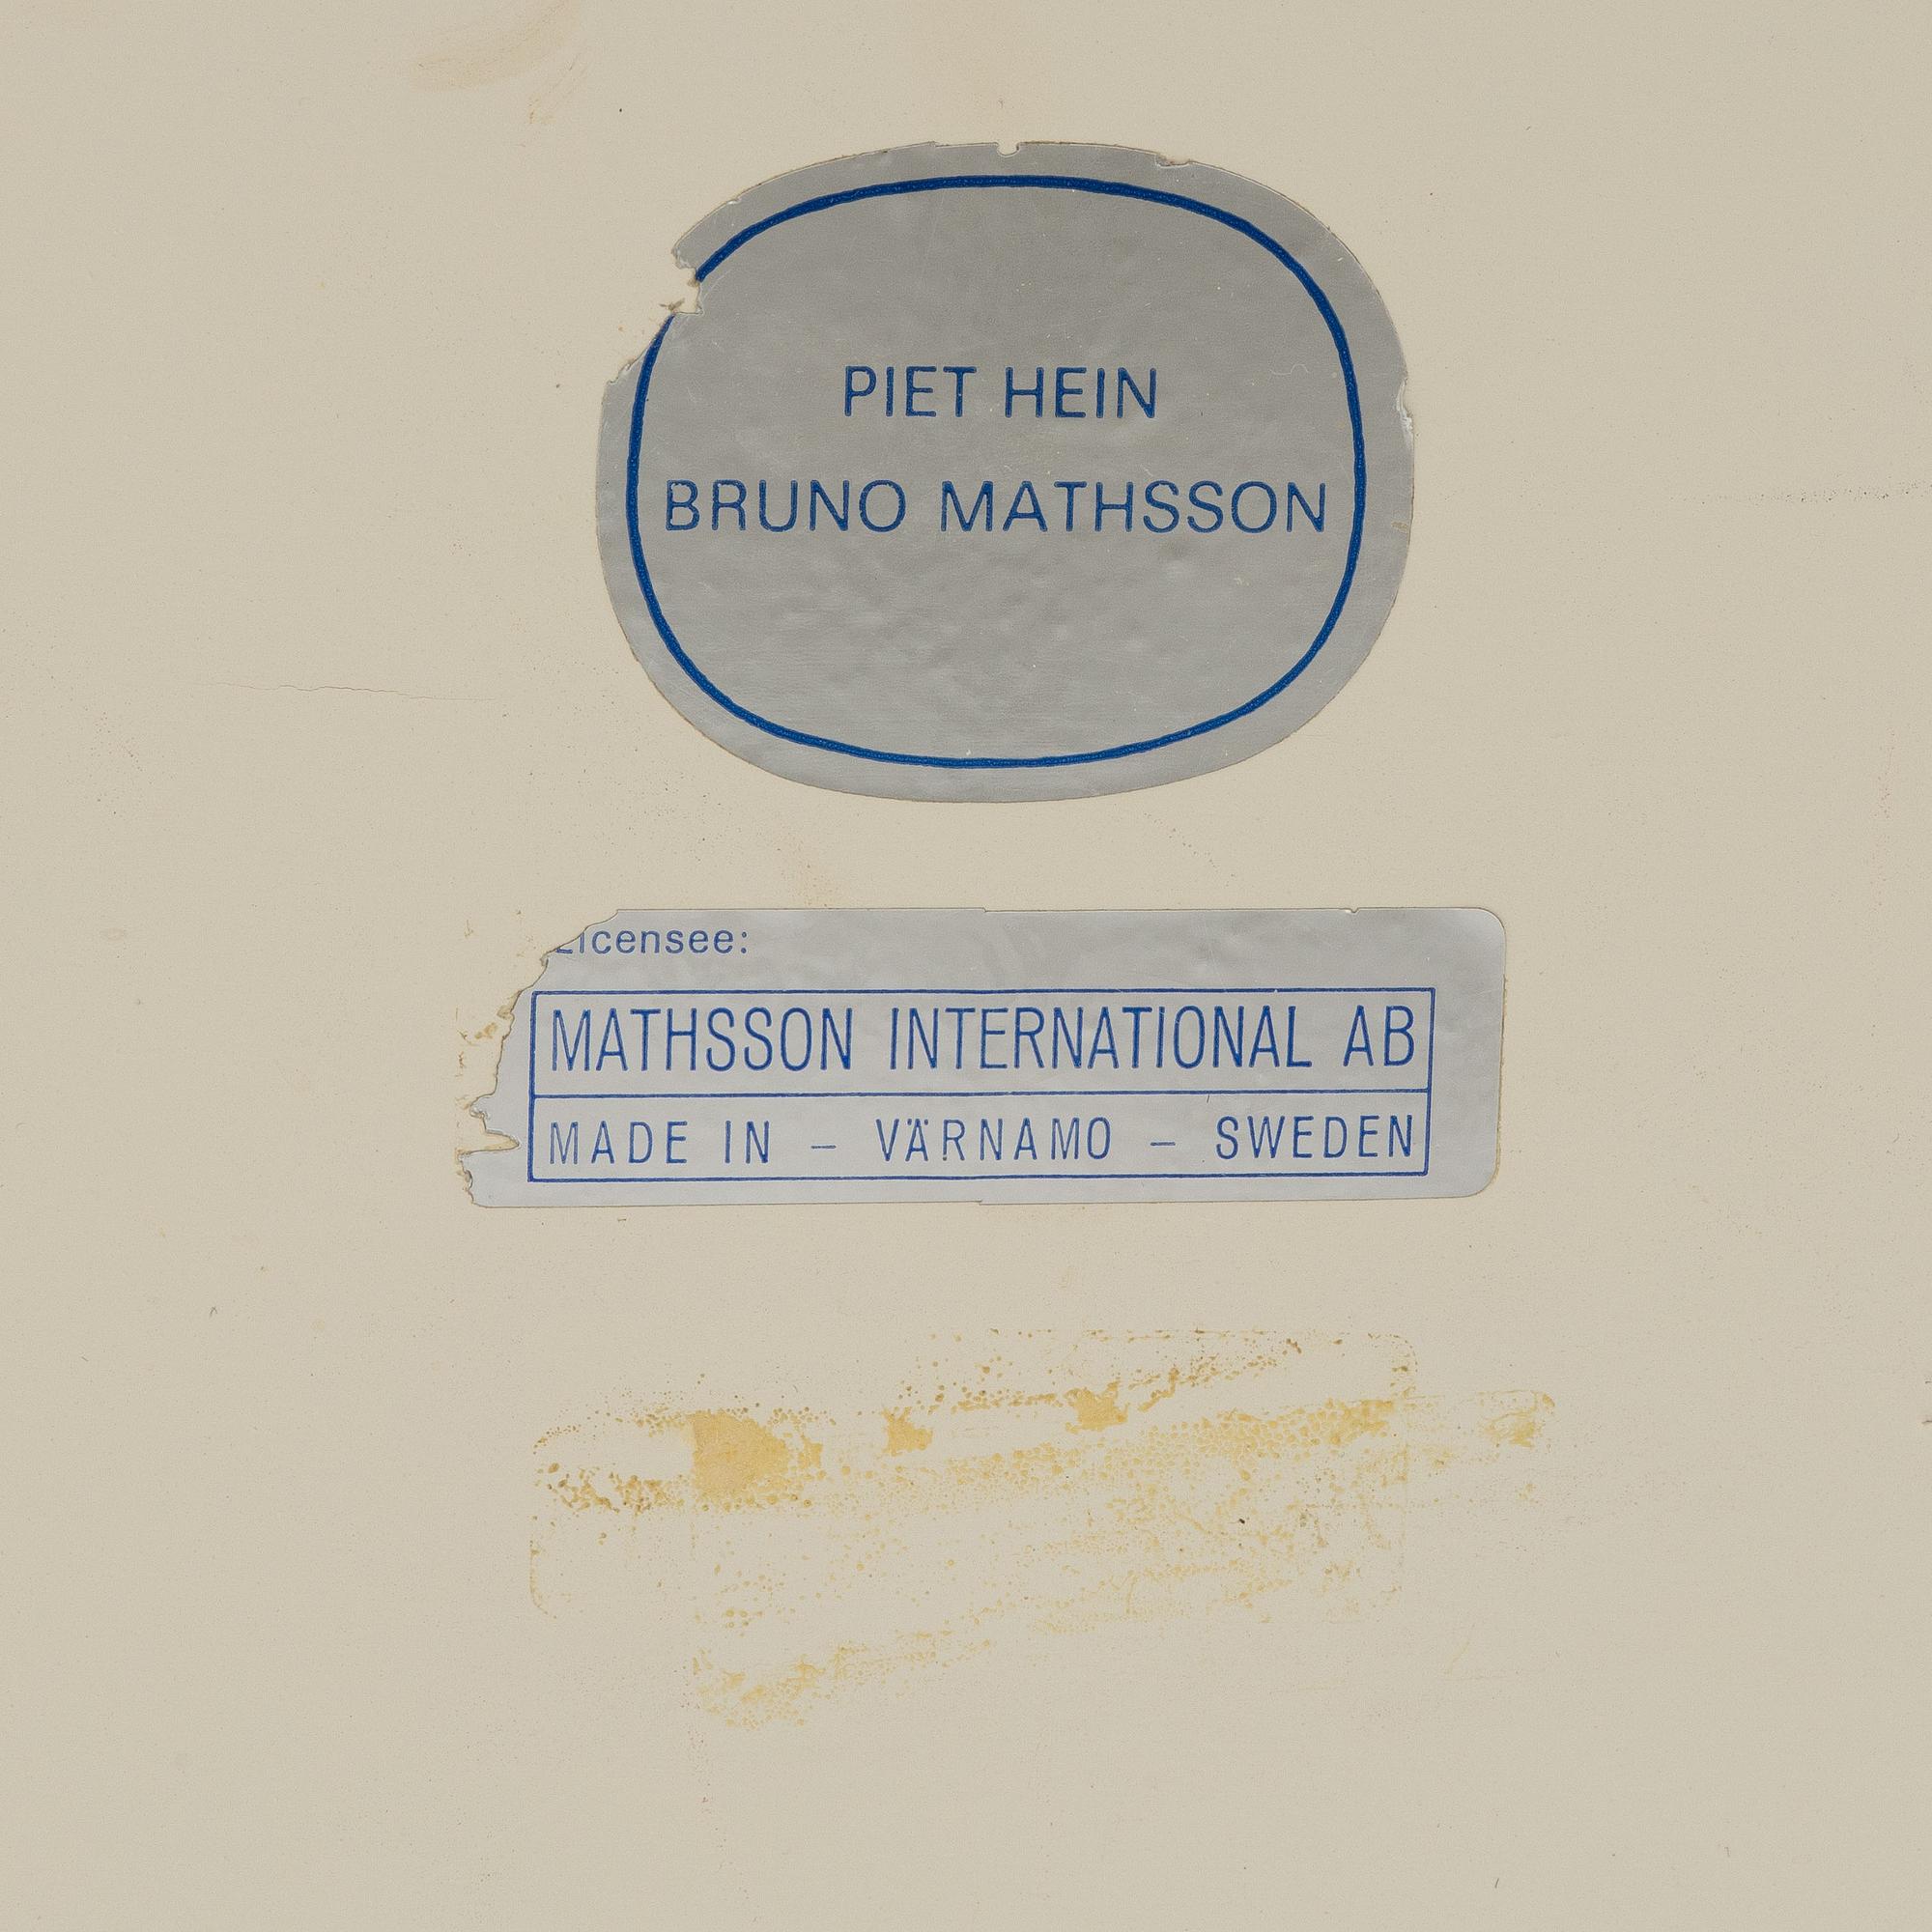 PIET HEIN
BRUNO MATHSSON
Licensee:
MATHSSON INTERNATIONAL AB
MADE IN – VÄRNAMO – SWEDEN